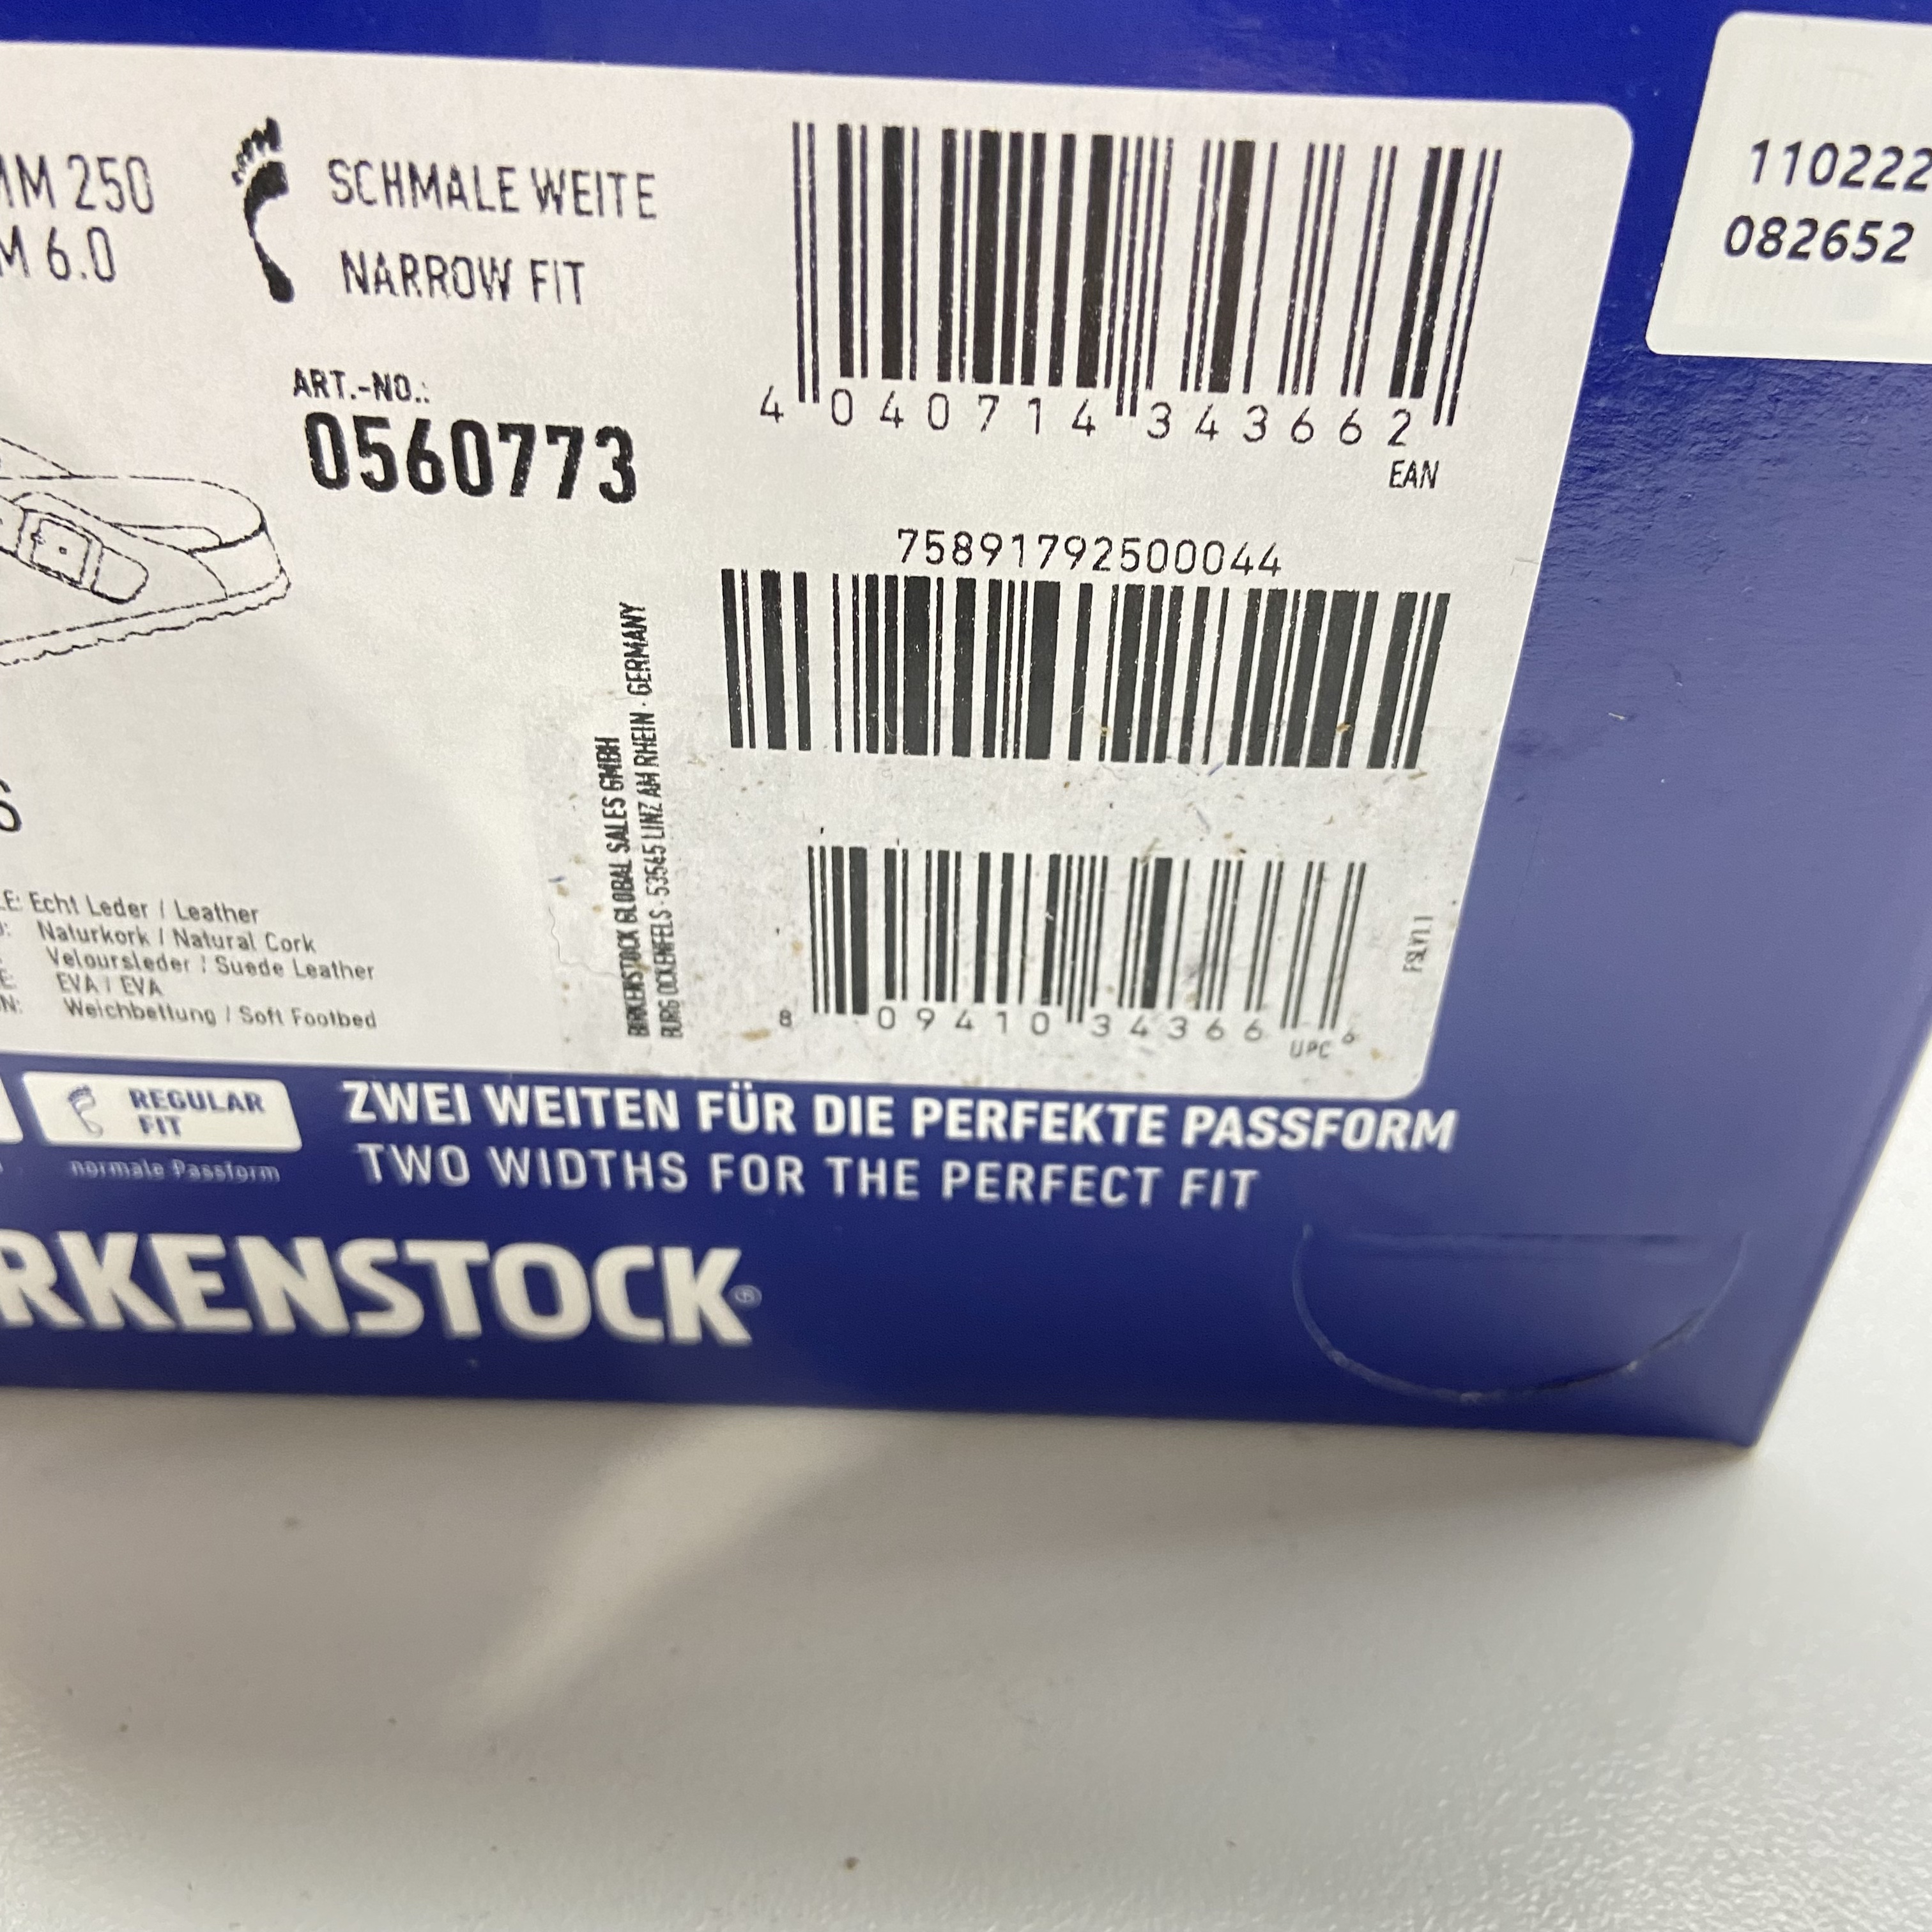 MM 250
M 6.0
SCHMALE WEITE
NARROW FIT
ART.-NO.:
0560773
4 040714 343662
EAN
75891792500044
BIRKENSTOCK GLOBAL SALES GMBH
BURG OCKENFELS · 53545 LINZ AM RHEIN · GERMANY
8 09410 34366 6
UPC
FSLV1.1
S
LE: Echt Leder / Leather
Naturkork / Natural Cork
Veloursleder / Suede Leather
E: EVA / EVA
N: Weichbettung / Soft Footbed
110222
082652
REGULAR
FIT
normale Passform
ZWEI WEITEN FÜR DIE PERFEKTE PASSFORM
TWO WIDTHS FOR THE PERFECT FIT
RKENSTOCK®